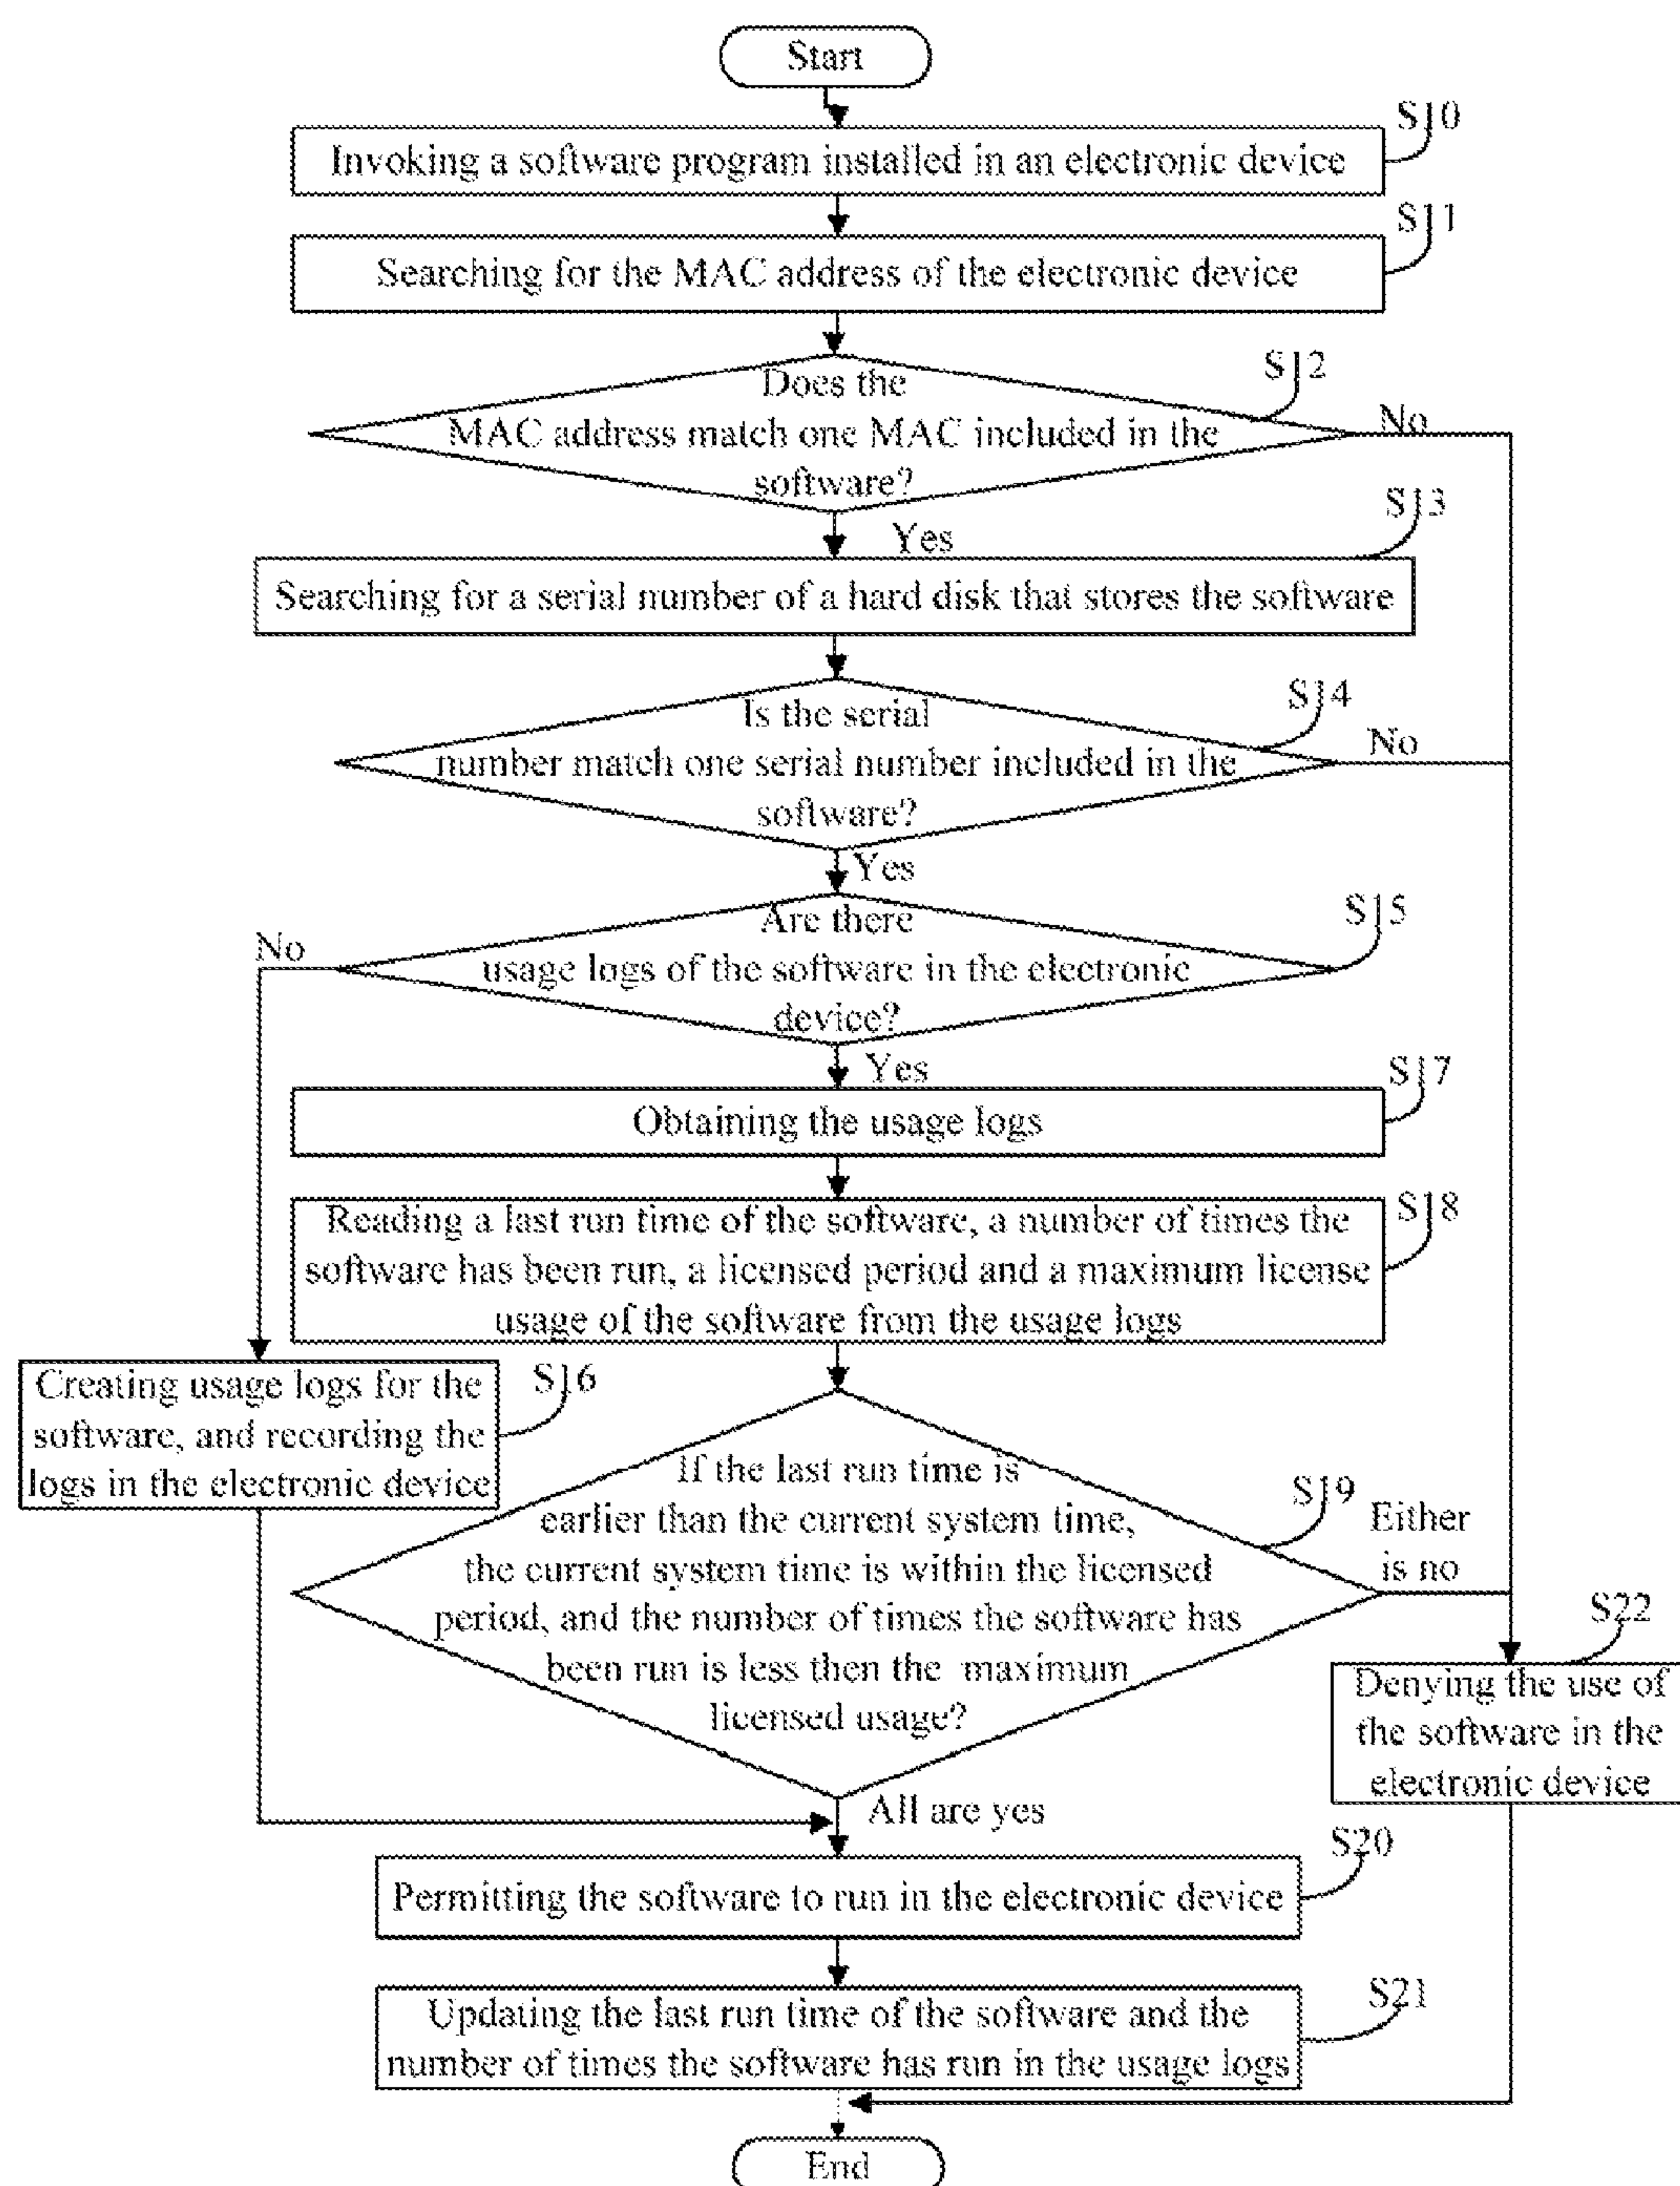 Start
S10
Invoking a software program installed in an electronic device
S11
Searching for the MAC address of the electronic device
S12
Does the
MAC address match one MAC included in the
software?
No
Yes
S13
Searching for a serial number of a hard disk that stores the software
S14
Is the serial
number match one serial number included in the
software?
No
Yes
S15
Are there
usage logs of the software in the electronic
device?
No
Yes
S17
Obtaining the usage logs
S18
Reading a last run time of the software, a number of times the
software has been run, a licensed period and a maximum license
usage of the software from the usage logs
S16
Creating usage logs for the
software, and recording the
logs in the electronic device
S19
If the last run time is
earlier than the current system time,
the current system time is within the licensed
period, and the number of times the software has
been run is less then the maximum
licensed usage?
Either
is no
S22
Denying the use of
the software in the
electronic device
All are yes
S20
Permitting the software to run in the electronic device
S21
Updating the last run time of the software and the
number of times the software has run in the usage logs
End